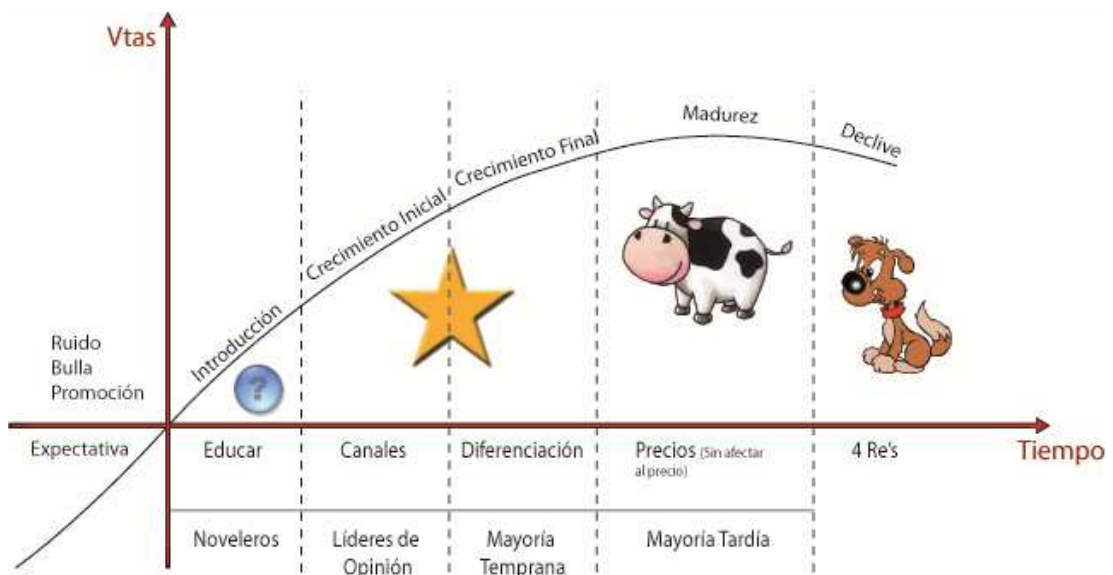 Vtas
Madurez
Declive
Crecimiento Final
Crecimiento Inicial
Introducción
?
Ruido
Bulla
Promoción
Expectativa
Educar
Canales
Diferenciación
Precios (Sin afectar
al precio)
4 Re's
Tiempo
Noveleros
Líderes de
Opinión
Mayoría
Temprana
Mayoría Tardía